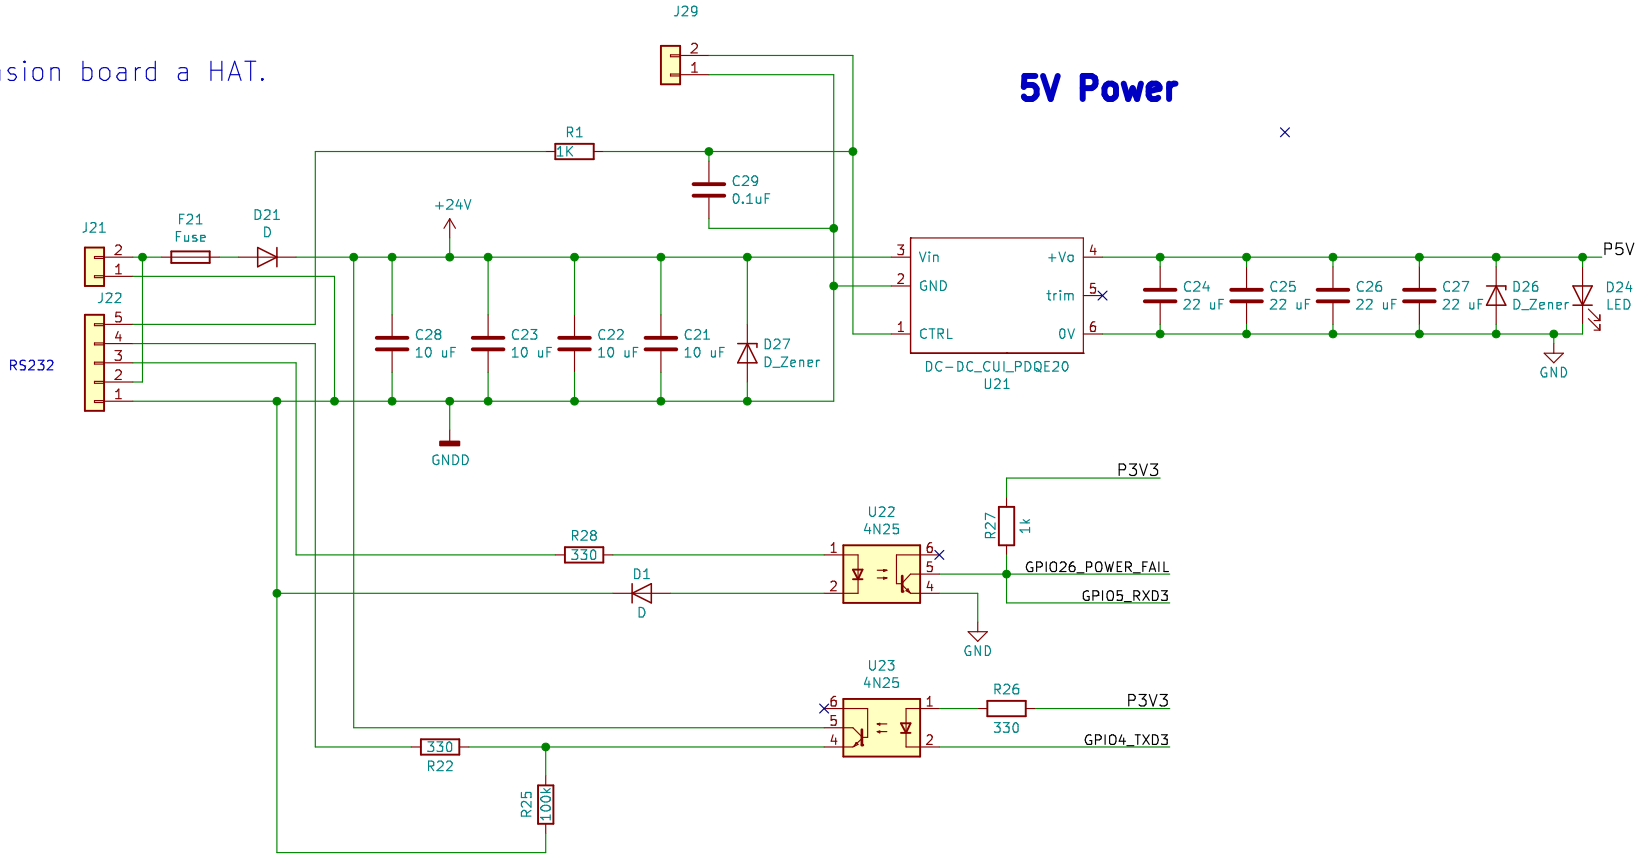 J29
2
1
sion board a HAT.
5V Power
R1
1K
C29
0.1uF
+24V
J21
F21
Fuse
D21
D
2
1
J22
5
4
3
2
1
RS232
C28
10 uF
C23
10 uF
C22
10 uF
C21
10 uF
D27
D_Zener
GNDD
3
Vin
2
GND
1
CTRL
+Vo
4
trim
5
0V
6
DC-DC_CUI_PDQE20
U21
P5V
C24
22 uF
C25
22 uF
C26
22 uF
C27
22 uF
D26
D_Zener
D24
LED
GND
P3V3
R27
1k
U22
4N25
1
2
6
5
4
R28
330
D1
D
GPIO26_POWER_FAIL
GPIO5_RXD3
GND
U23
4N25
6
5
4
1
2
R26
330
P3V3
GPIO4_TXD3
330
R22
R25
100k